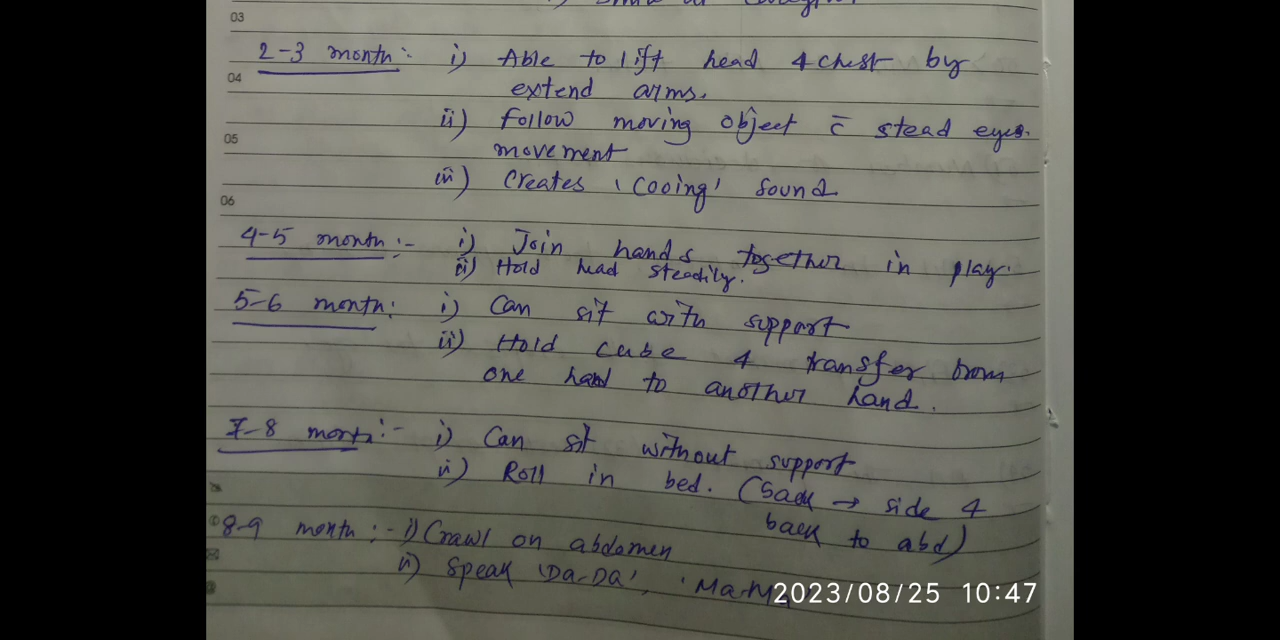 03
2-3 month:- i) Able to lift head & chest by
04
extend arms.
ii) Follow moving object c̄ stead eyes.
05
movement
iii) Creates 'Cooing' sound
06
4-5 month:- i) Join hands together in play.
ii) Hold head steadily.
5-6 month: i) Can sit with support
ii) Hold cube & transfer from
one hand to another hand.
7-8 month:- i) Can sit without support
ii) Roll in bed. (back → side &
back to abd)
8-9 month:- i) Crawl on abdomen
ii) Speak 'Da-Da', 'Ma-Ma
2023/08/25 10:47